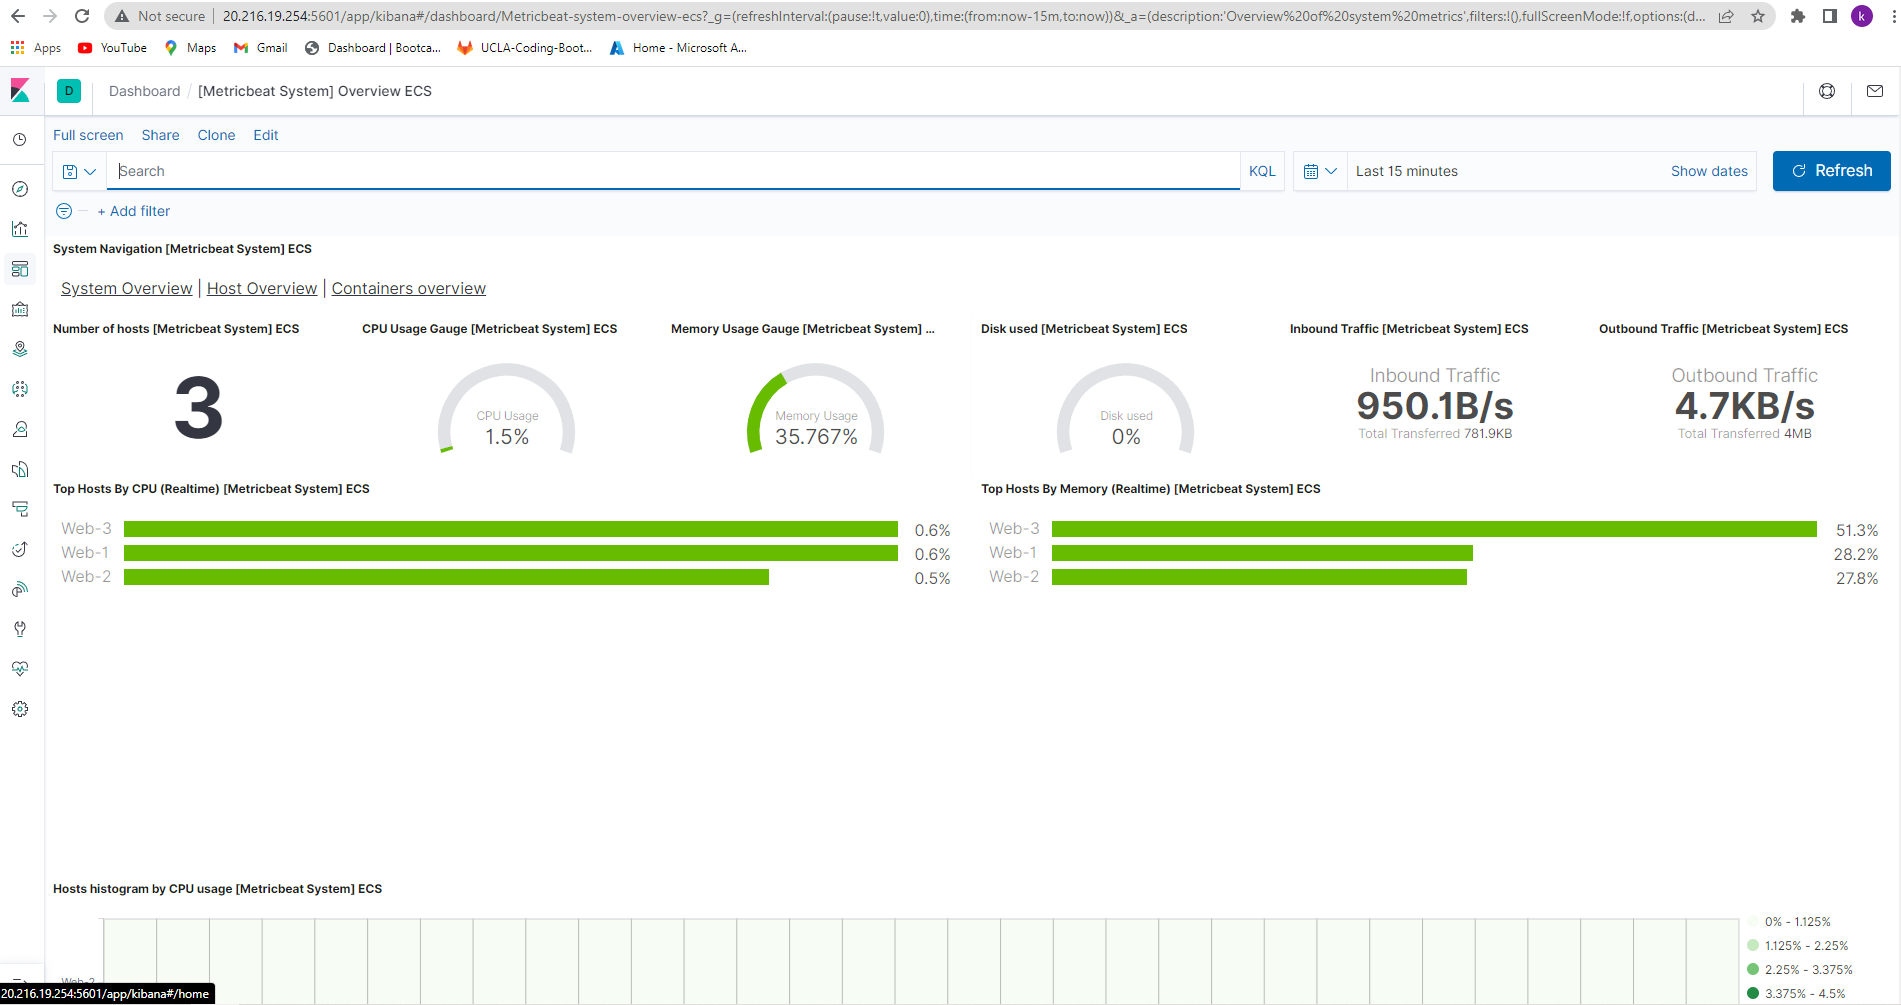 Not secure | 20.216.19.254:5601/app/kibana#/dashboard/Metricbeat-system-overview-ecs?_g=(refreshInterval:(pause:!t,value:0),time:(from:now-15m,to:now))&_a=(description:'Overview%20of%20system%20metrics',filters:!(),fullScreenMode:!f,options:(d...
k
Apps YouTube Maps Gmail Dashboard | Bootca... UCLA-Coding-Boot... Home - Microsoft A...
D Dashboard / [Metricbeat System] Overview ECS
Full screen Share Clone Edit
Search KQL Last 15 minutes Show dates Refresh
+ Add filter
System Navigation [Metricbeat System] ECS
System Overview | Host Overview | Containers overview
Number of hosts [Metricbeat System] ECS
3
CPU Usage Gauge [Metricbeat System] ECS
CPU Usage
1.5%
Memory Usage Gauge [Metricbeat System] ...
Memory Usage
35.767%
Disk used [Metricbeat System] ECS
Disk used
0%
Inbound Traffic [Metricbeat System] ECS
Inbound Traffic
950.1B/s
Total Transferred 781.9KB
Outbound Traffic [Metricbeat System] ECS
Outbound Traffic
4.7KB/s
Total Transferred 4MB
Top Hosts By CPU (Realtime) [Metricbeat System] ECS
Web-3 0.6%
Web-1 0.6%
Web-2 0.5%
Top Hosts By Memory (Realtime) [Metricbeat System] ECS
Web-3 51.3%
Web-1 28.2%
Web-2 27.8%
Hosts histogram by CPU usage [Metricbeat System] ECS
Web-2
0% - 1.125%
1.125% - 2.25%
2.25% - 3.375%
3.375% - 4.5%
20.216.19.254:5601/app/kibana#/home